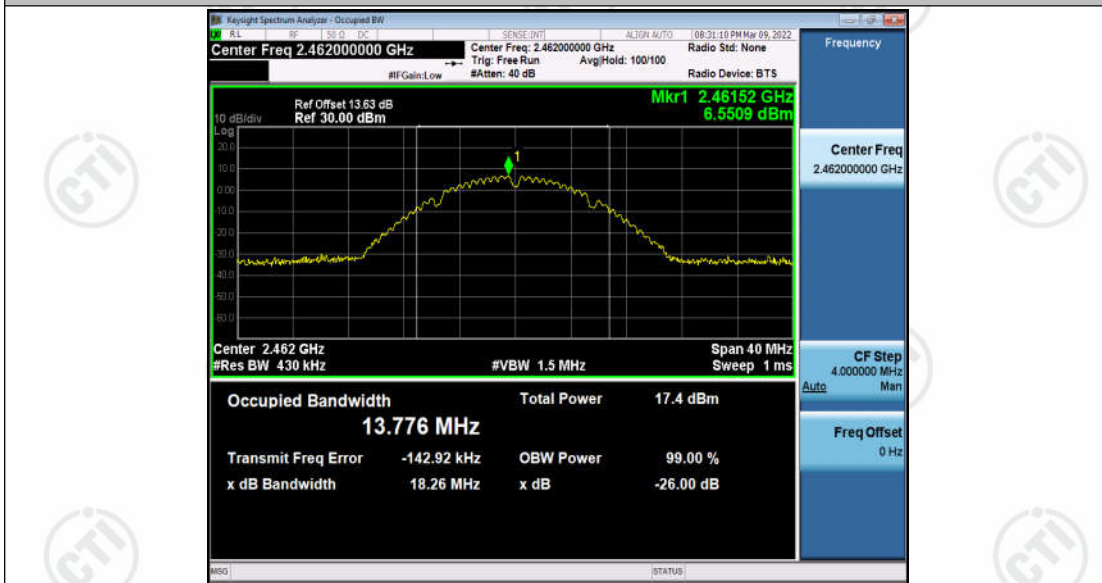 Keysight Spectrum Analyzer - Occupied BW
RL RF 50 Ω DC SENSE:INT ALIGN AUTO 08:31:10 PM Mar 09, 2022
Center Freq 2.462000000 GHz
Center Freq: 2.462000000 GHz
Radio Std: None
Trig: Free Run Avg|Hold: 100/100
#IFGain:Low
#Atten: 40 dB
Radio Device: BTS
Frequency
Ref Offset 13.63 dB
Mkr1 2.46152 GHz
10 dB/div
Ref 30.00 dBm
6.5509 dBm
Log
20.0
10.0
0.00
-10.0
-20.0
-30.0
-40.0
-50.0
-60.0
1
Center Freq
2.462000000 GHz
Center 2.462 GHz
Span 40 MHz
#Res BW 430 kHz
#VBW 1.5 MHz
Sweep 1 ms
CF Step
4.000000 MHz
Auto Man
Occupied Bandwidth
Total Power 17.4 dBm
13.776 MHz
Freq Offset
0 Hz
Transmit Freq Error -142.92 kHz
OBW Power 99.00 %
x dB Bandwidth 18.26 MHz
x dB -26.00 dB
MSG
STATUS
CTI
CTI
CTI
CTI